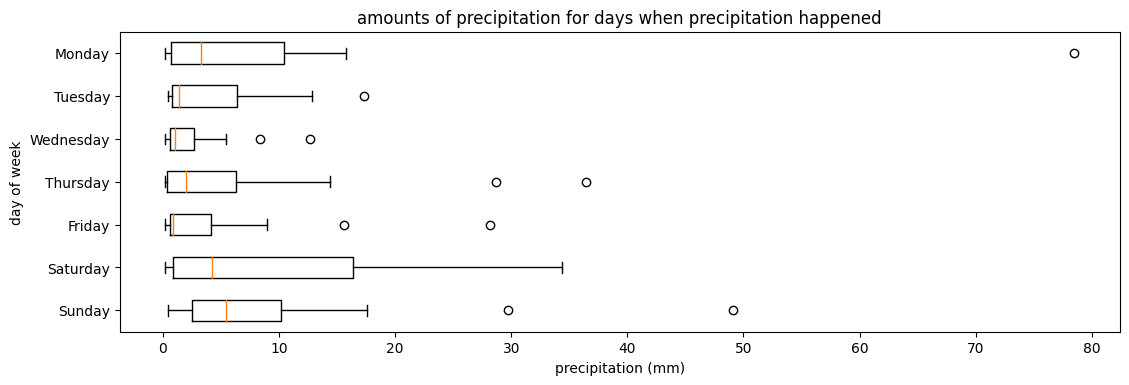 amounts of precipitation for days when precipitation happened
day of week
Monday
Tuesday
Wednesday
Thursday
Friday
Saturday
Sunday
0 10 20 30 40 50 60 70 80
precipitation (mm)